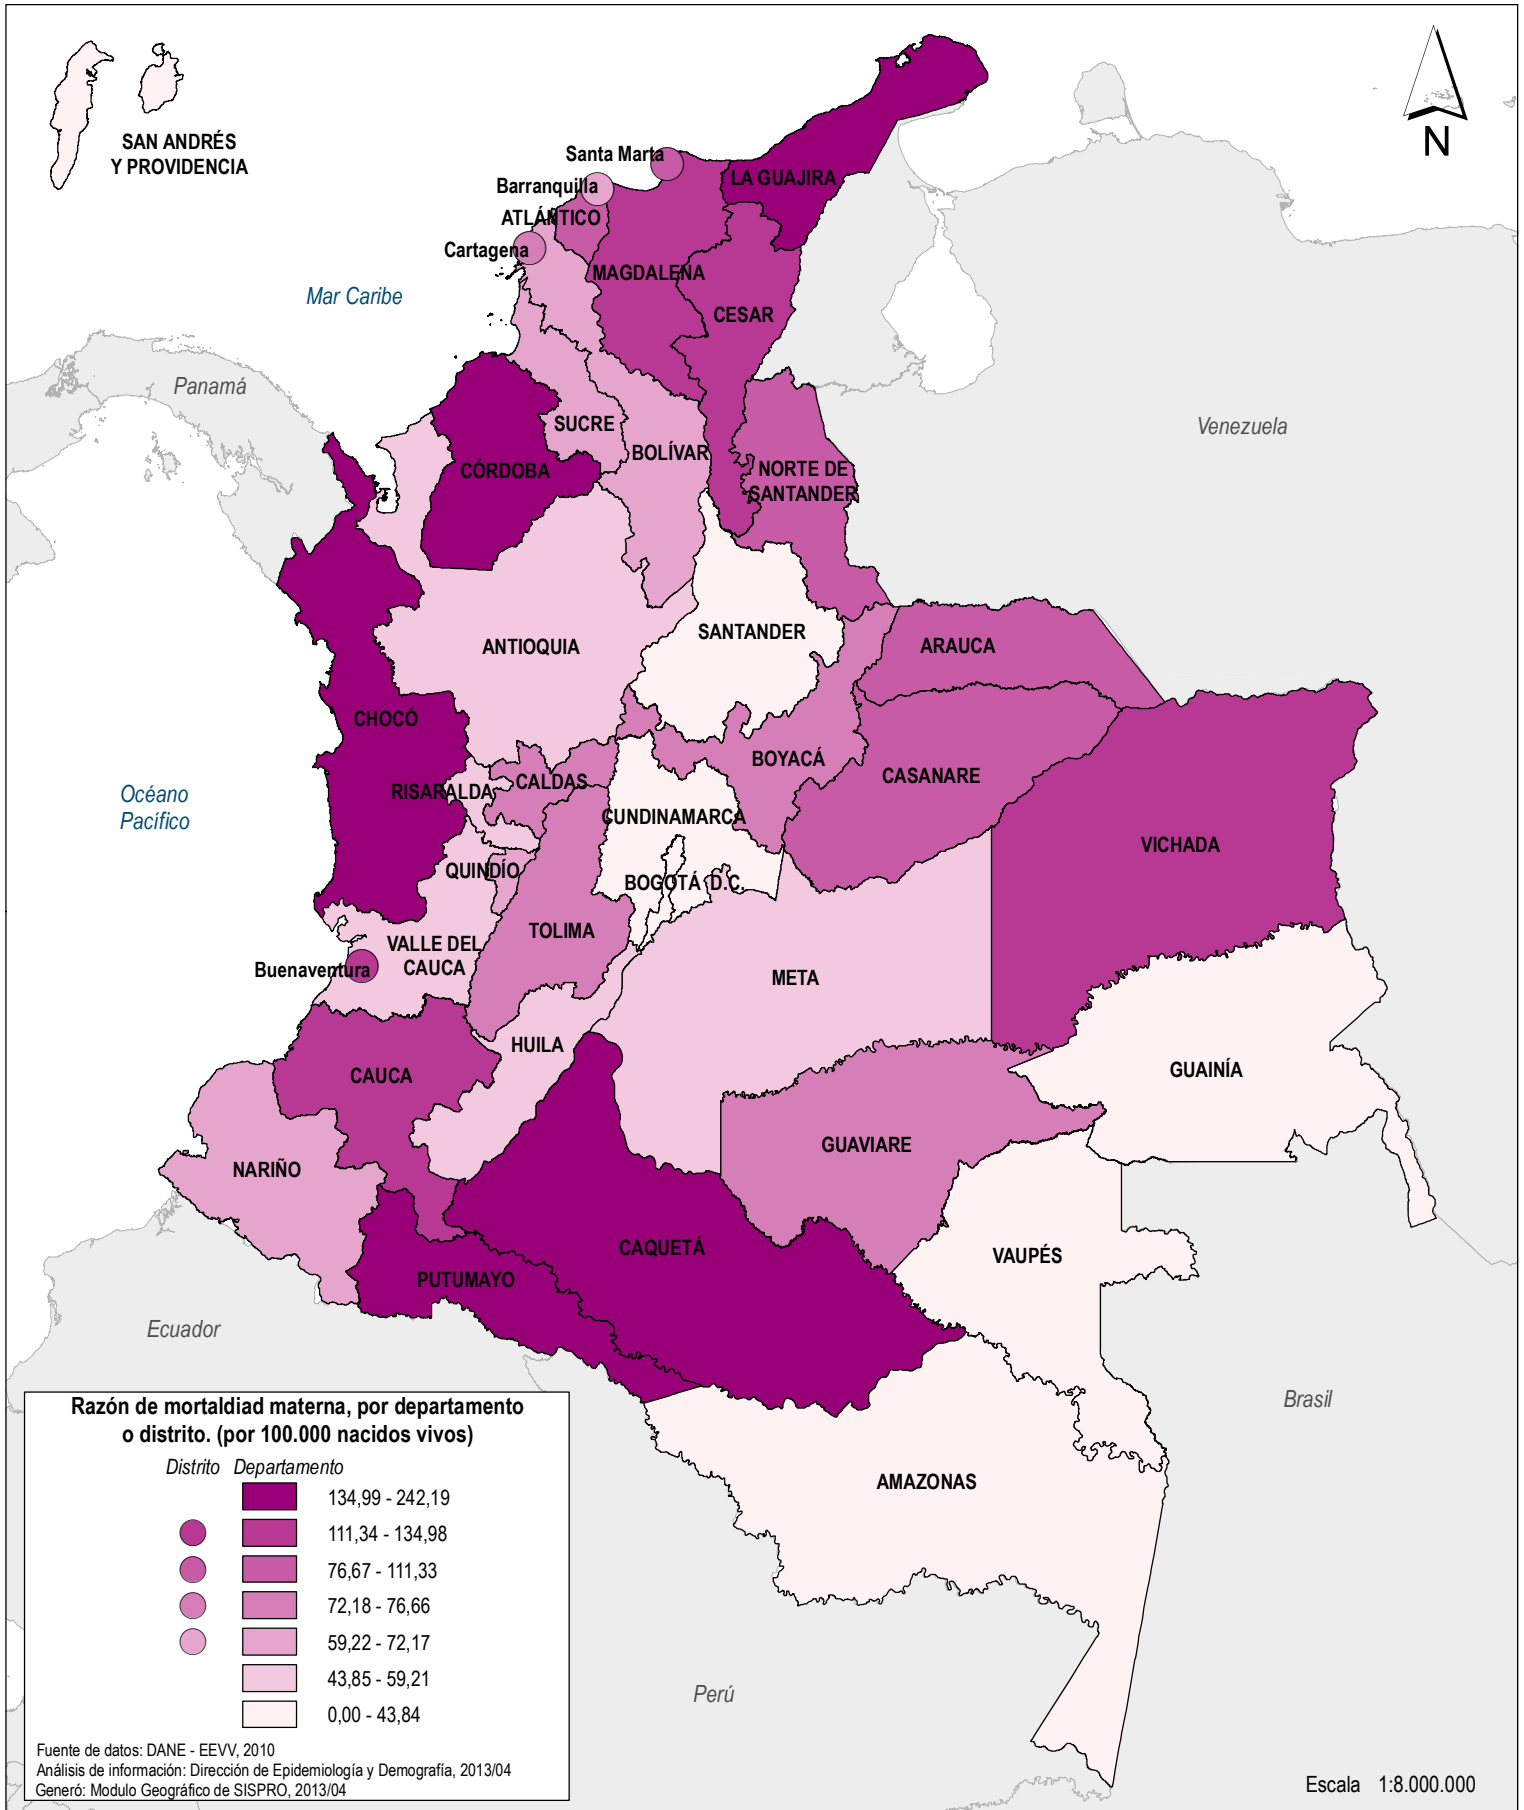 SAN ANDRÉS
Y PROVIDENCIA
N
Santa Marta
LA GUAJIRA
Barranquilla
ATLÁNTICO
Cartagena
MAGDALENA
Mar Caribe
CESAR
Panamá
Venezuela
SUCRE
BOLÍVAR
CÓRDOBA
NORTE DE
SANTANDER
SANTANDER
ANTIOQUIA
ARAUCA
CHOCÓ
BOYACÁ
CASANARE
CALDAS
RISARALDA
Océano
Pacífico
CUNDINAMARCA
VICHADA
QUINDÍO
BOGOTÁ D.C.
TOLIMA
VALLE DEL
CAUCA
Buenaventura
META
HUILA
CAUCA
GUAINÍA
GUAVIARE
NARIÑO
CAQUETÁ
VAUPÉS
PUTUMAYO
Ecuador
Brasil
AMAZONAS
Perú
Razón de mortaldiad materna, por departamento
o distrito. (por 100.000 nacidos vivos)
Distrito Departamento
134,99 - 242,19
111,34 - 134,98
76,67 - 111,33
72,18 - 76,66
59,22 - 72,17
43,85 - 59,21
0,00 - 43,84
Fuente de datos: DANE - EEVV, 2010
Análisis de información: Dirección de Epidemiología y Demografía, 2013/04
Generó: Modulo Geográfico de SISPRO, 2013/04
Escala 1:8.000.000